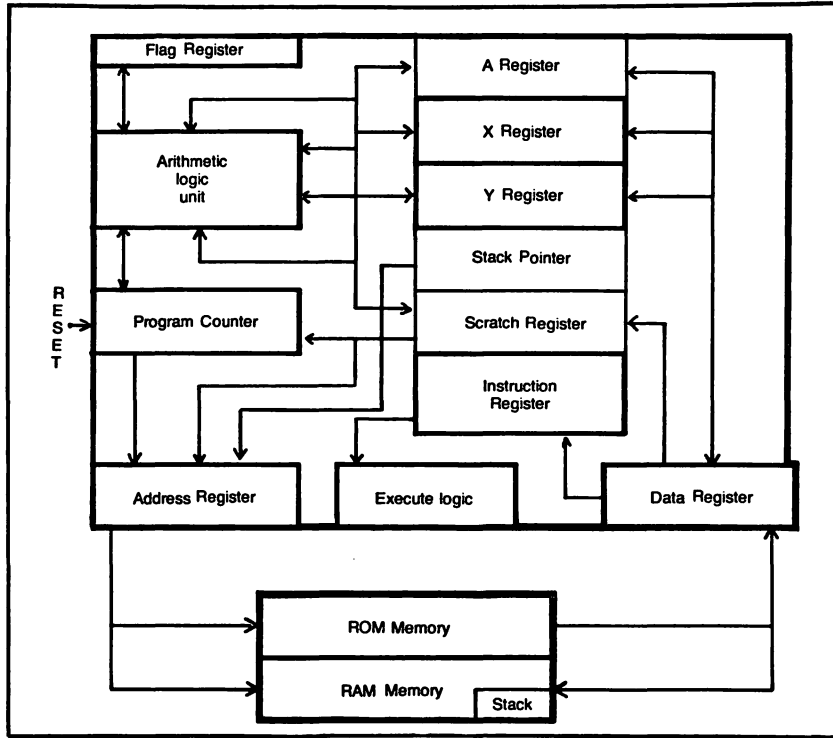 Flag Register
A Register
X Register
Arithmetic
logic
unit
Y Register
Stack Pointer
RESET
Program Counter
Scratch Register
Instruction
Register
Address Register
Execute logic
Data Register
ROM Memory
RAM Memory
Stack